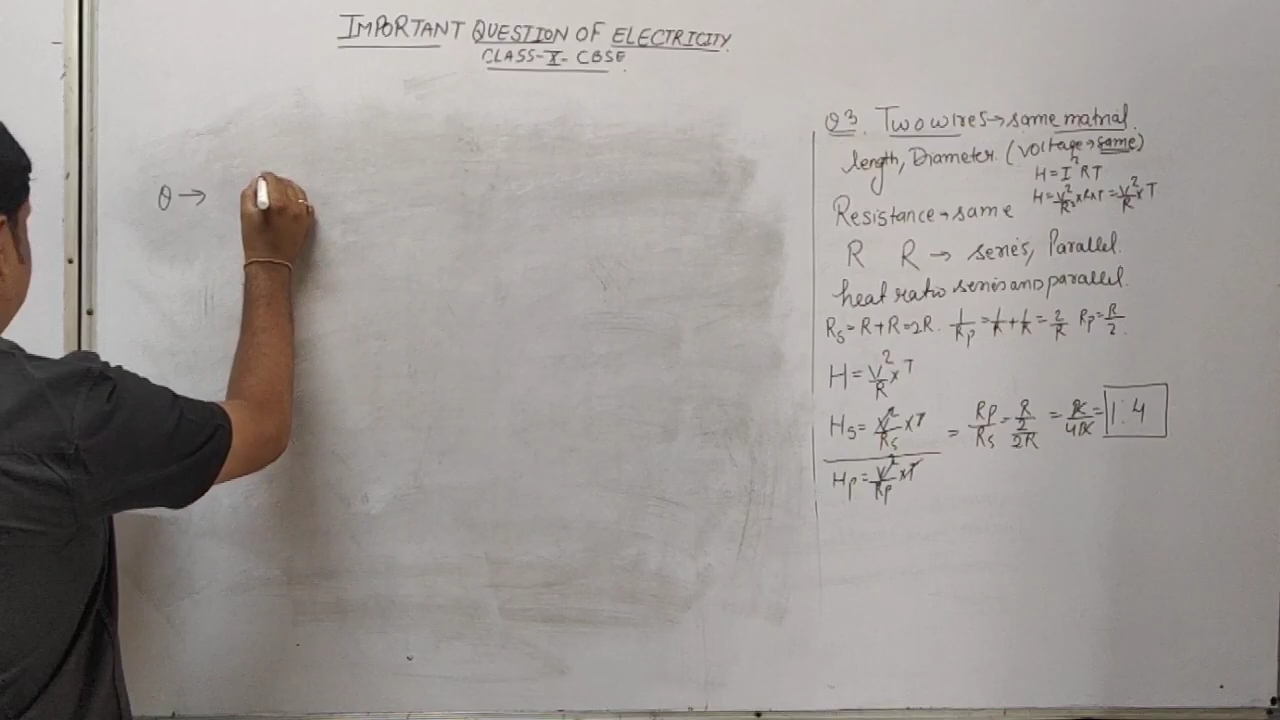 IMPORTANT QUESTION OF ELECTRICITY
CLASS-X-CBSE
Q →
Q3. Two wires→same matrial.
length, Diameter. (voltage→same)
H=I²RT
H=V²/R²×R×T=V²/R×T
Resistance→same
R R → series, Parallel.
heat ratio series and parallel.
Rs=R+R=2R. 1/Rp=1/R+1/R=2/R Rp=R/2.
H=V²/R×T
Hs=V²/Rs×T
Hp=V²/Rp×T
= Rp/Rs=R/2/2R = R/4R= 1:4